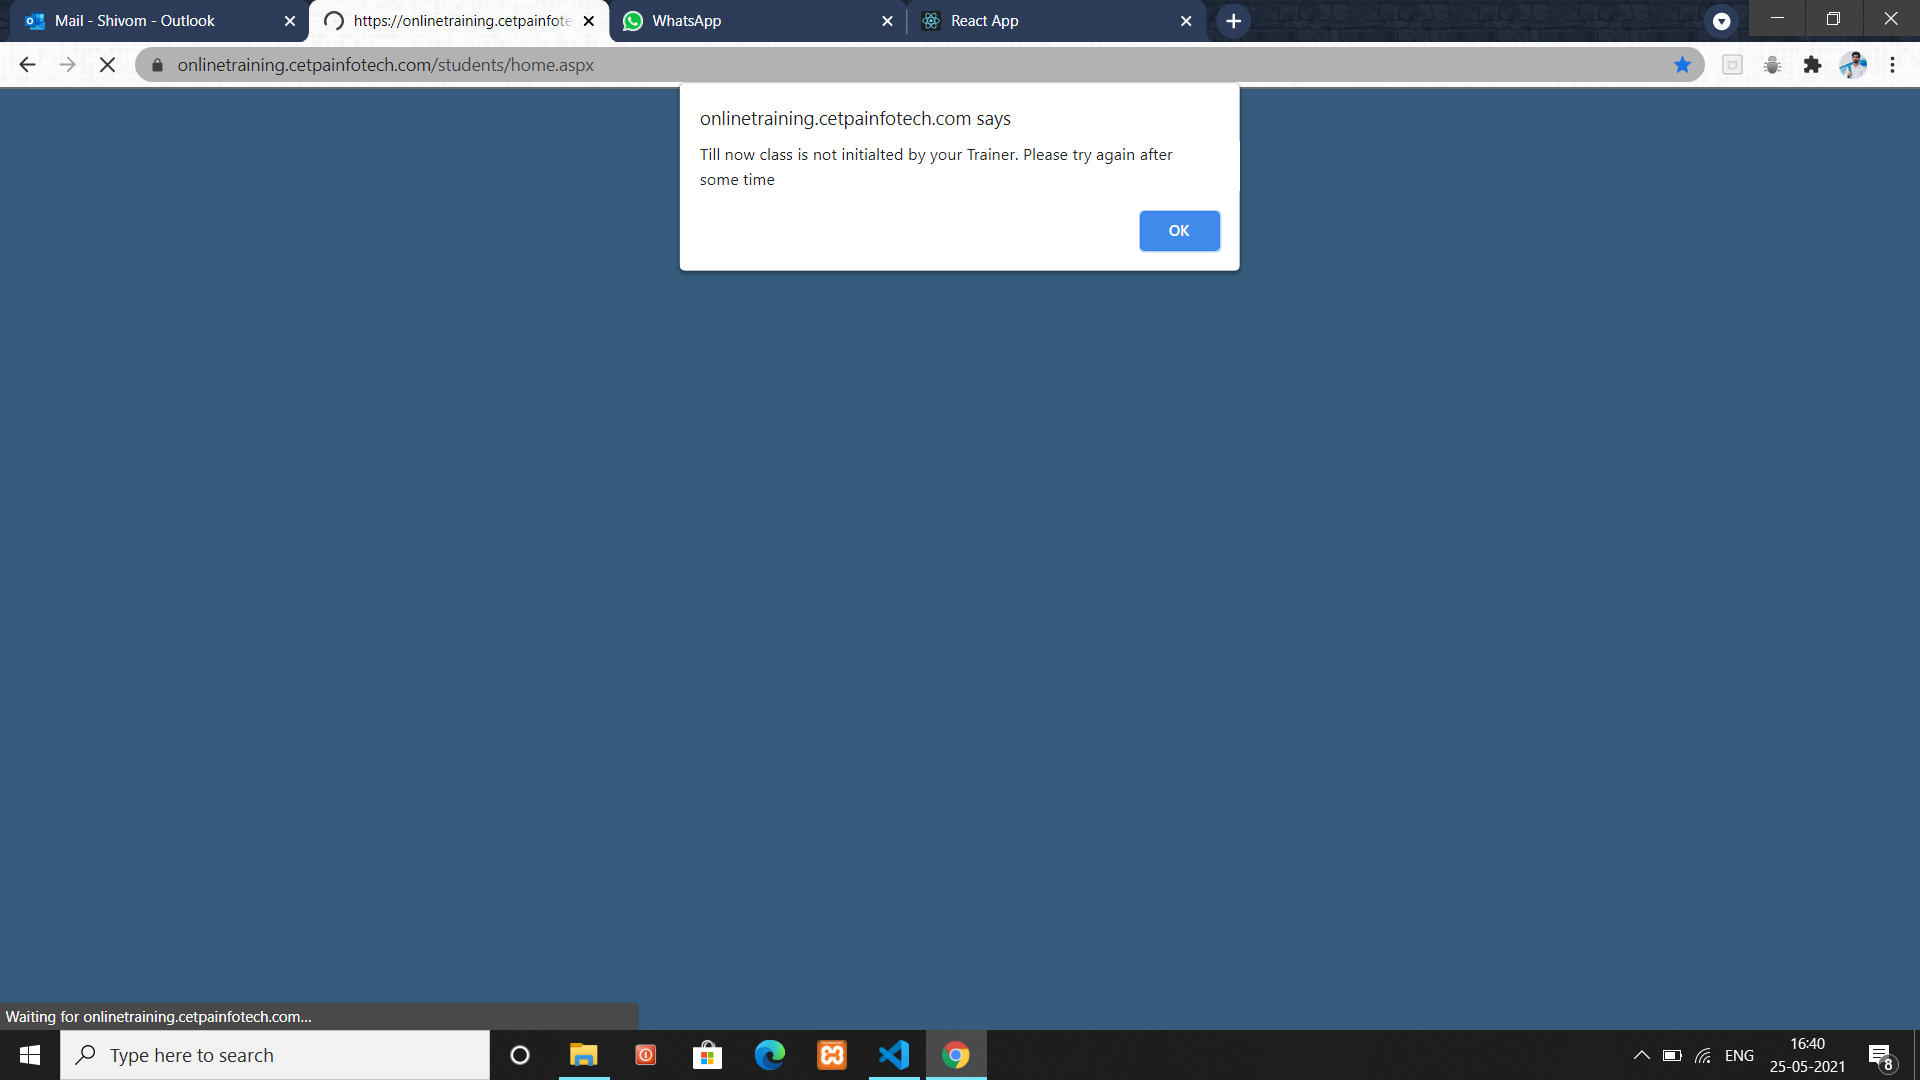 Mail - Shivom - Outlook
https://onlinetraining.cetpainfote
WhatsApp
React App
onlinetraining.cetpainfotech.com/students/home.aspx
onlinetraining.cetpainfotech.com says
Till now class is not initialted by your Trainer. Please try again after
some time
OK
Waiting for onlinetraining.cetpainfotech.com...
Type here to search
ENG
16:40
25-05-2021
8